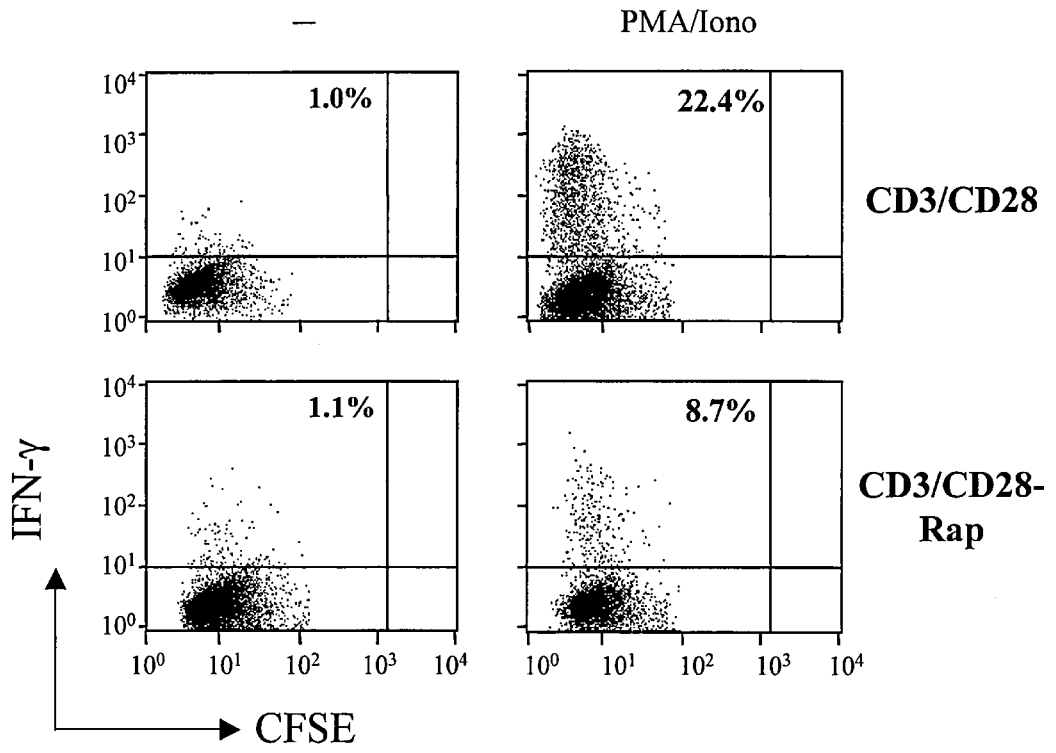 — PMA/Iono
10⁴ 1.0% 22.4%
10³
10² CD3/CD28
10¹
10⁰
10⁴ 1.1% 8.7%
10³
IFN-γ
10² CD3/CD28-
Rap
10¹
10⁰
10⁰ 10¹ 10² 10³ 10⁴ 10⁰ 10¹ 10² 10³ 10⁴
CFSE